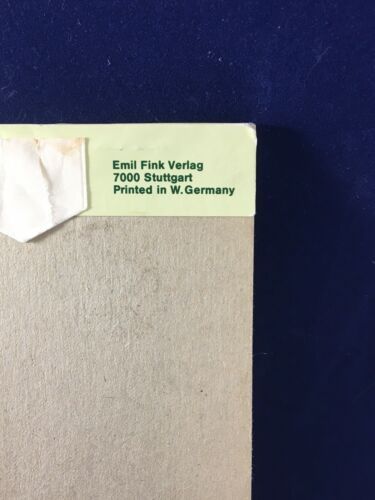 Emil Fink Verlag
7000 Stuttgart
Printed in W.Germany